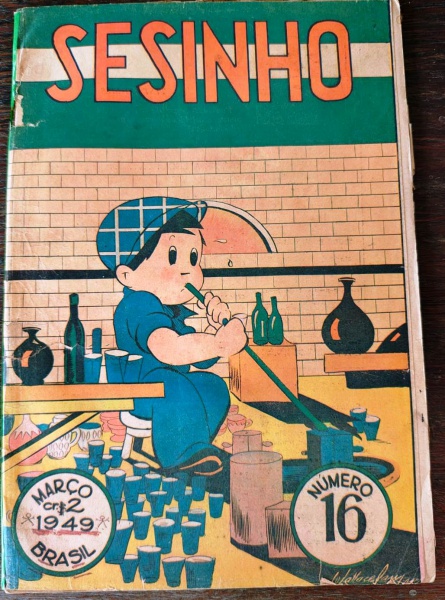 SESINHO
MARÇO
CR$2
1949
BRASIL
NUMERO
16